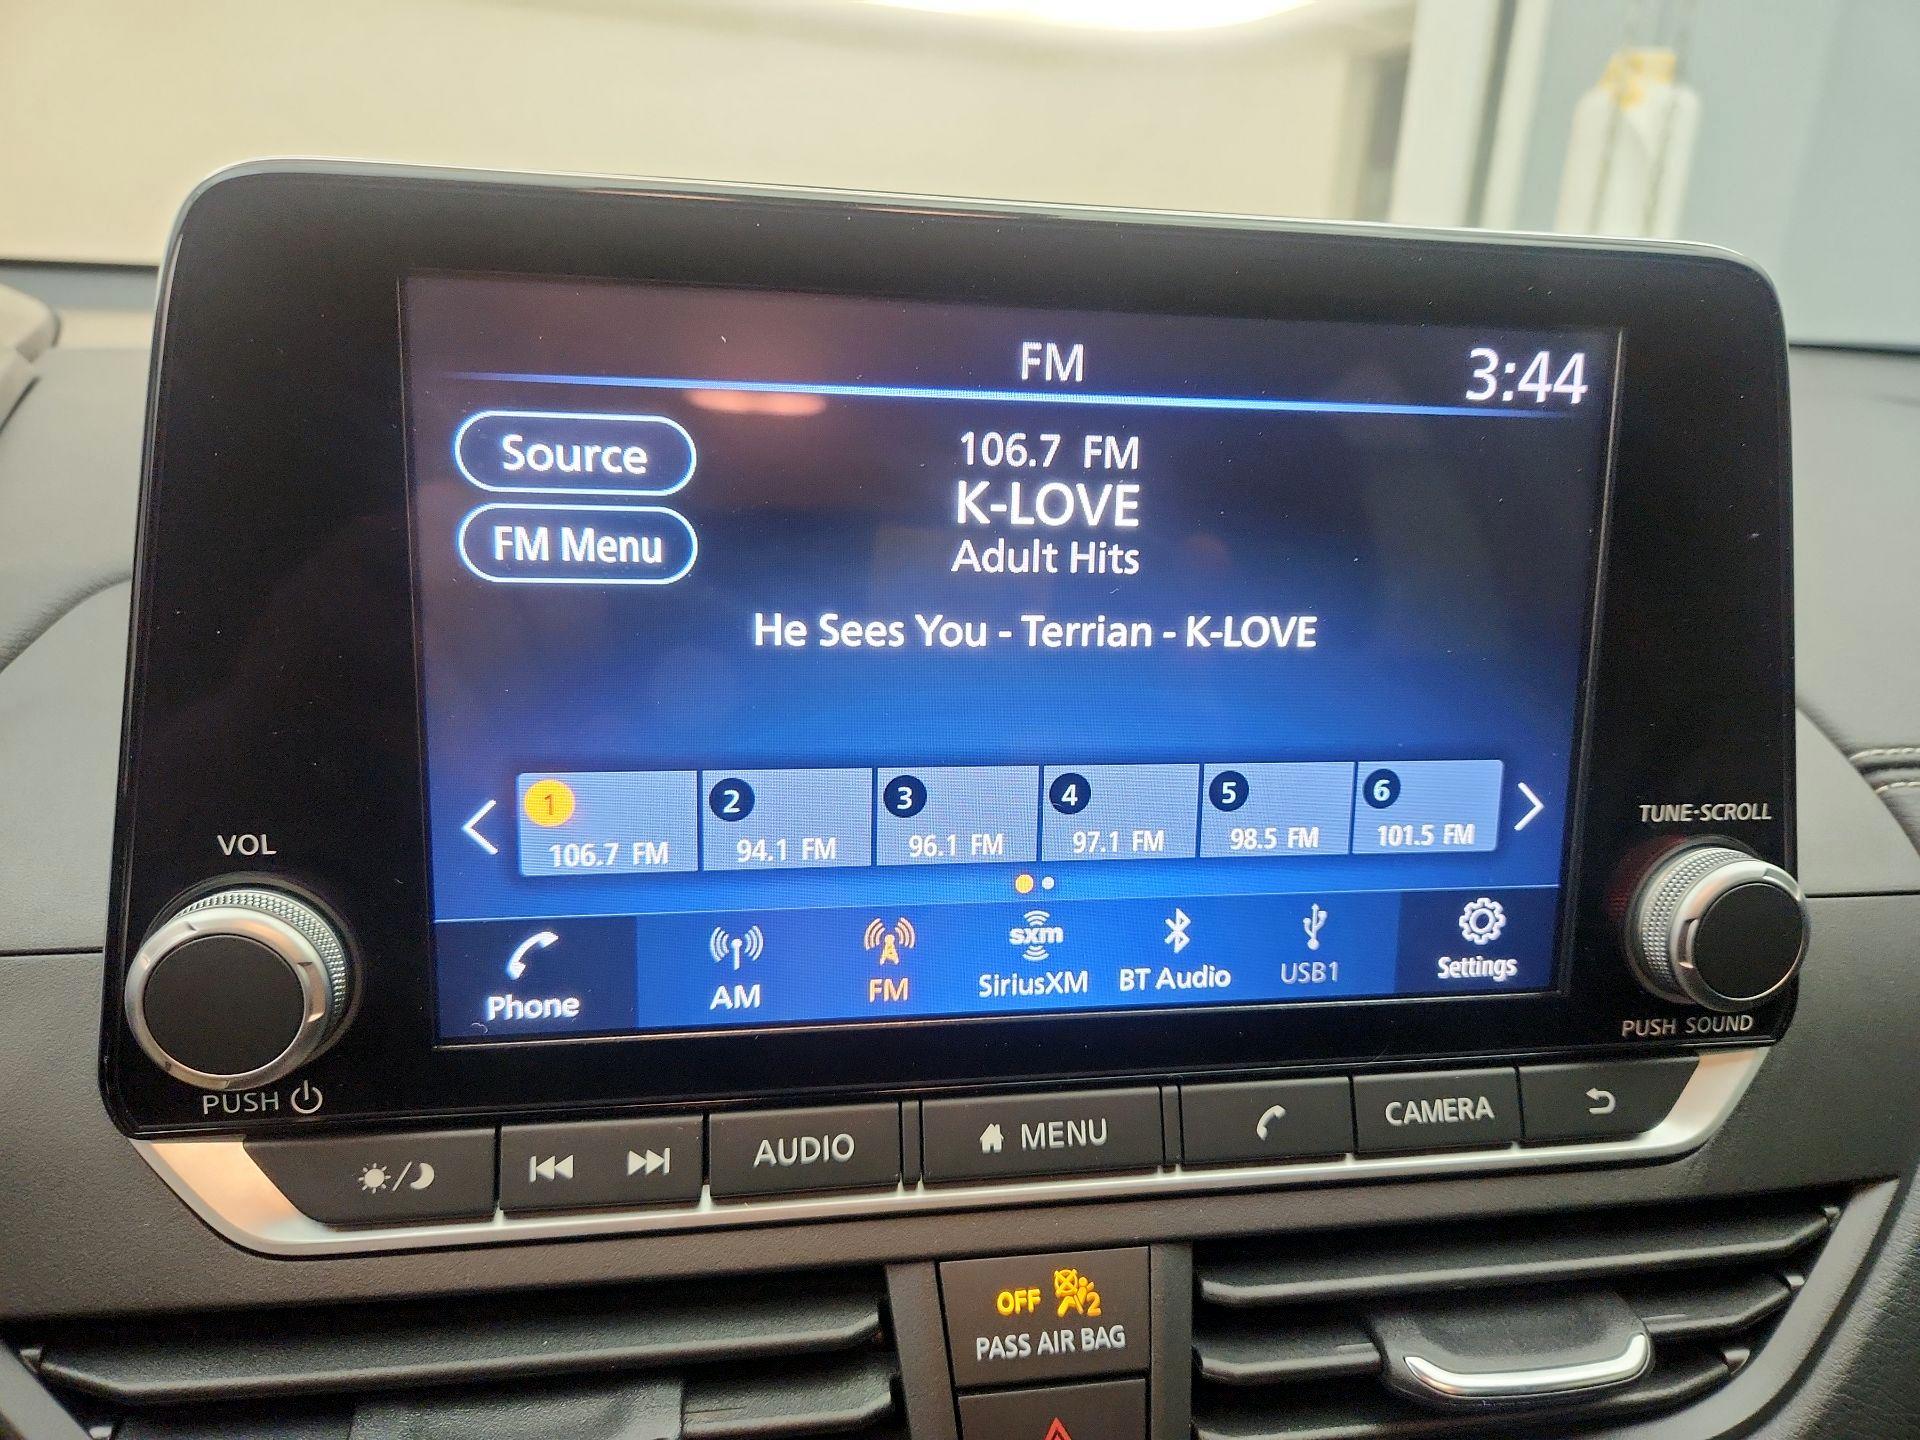 FM
3:44
Source
106.7 FM
K-LOVE
FM Menu
Adult Hits
He Sees You - Terrian - K-LOVE
1
106.7 FM
2
94.1 FM
3
96.1 FM
4
97.1 FM
5
98.5 FM
6
101.5 FM
VOL
TUNE·SCROLL
Phone
AM
FM
sxm
SiriusXM
BT Audio
USB1
Settings
PUSH
PUSH SOUND
AUDIO
MENU
CAMERA
OFF 2
PASS AIR BAG